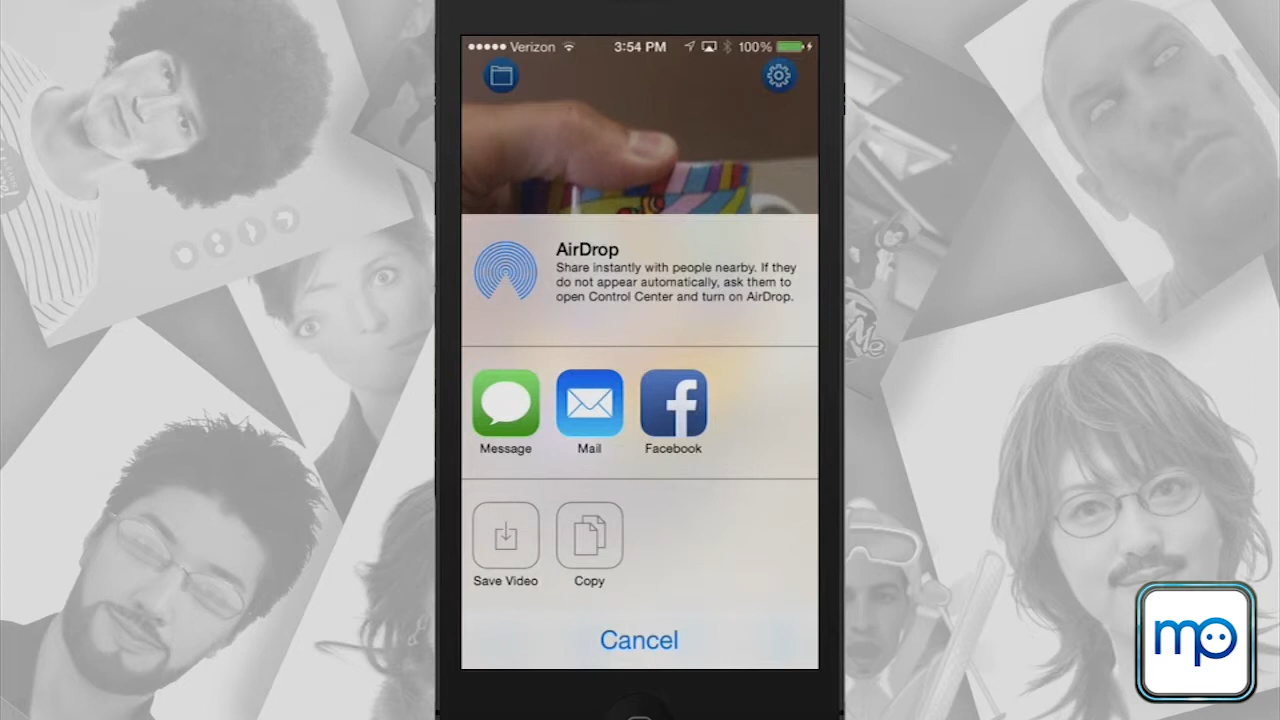 Verizon 3:54 PM 100%
AirDrop
Share instantly with people nearby. If they
do not appear automatically, ask them to
open Control Center and turn on AirDrop.
Message Mail Facebook
Save Video Copy
Cancel
Me
mp